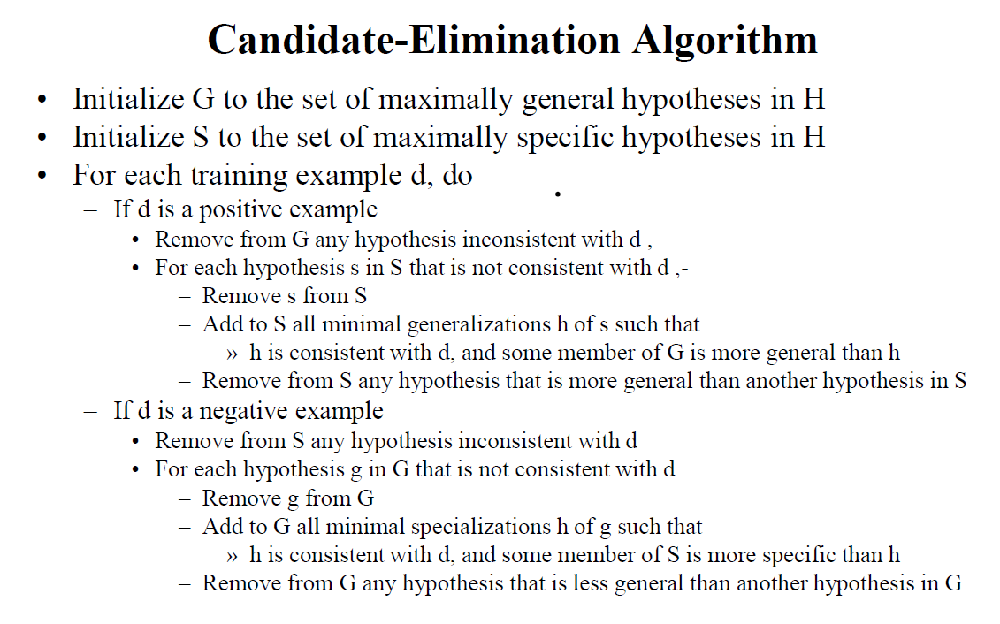 Candidate-Elimination Algorithm
• Initialize G to the set of maximally general hypotheses in H
• Initialize S to the set of maximally specific hypotheses in H
• For each training example d, do
– If d is a positive example
• Remove from G any hypothesis inconsistent with d ,
• For each hypothesis s in S that is not consistent with d ,-
– Remove s from S
– Add to S all minimal generalizations h of s such that
» h is consistent with d, and some member of G is more general than h
– Remove from S any hypothesis that is more general than another hypothesis in S
– If d is a negative example
• Remove from S any hypothesis inconsistent with d
• For each hypothesis g in G that is not consistent with d
– Remove g from G
– Add to G all minimal specializations h of g such that
» h is consistent with d, and some member of S is more specific than h
– Remove from G any hypothesis that is less general than another hypothesis in G